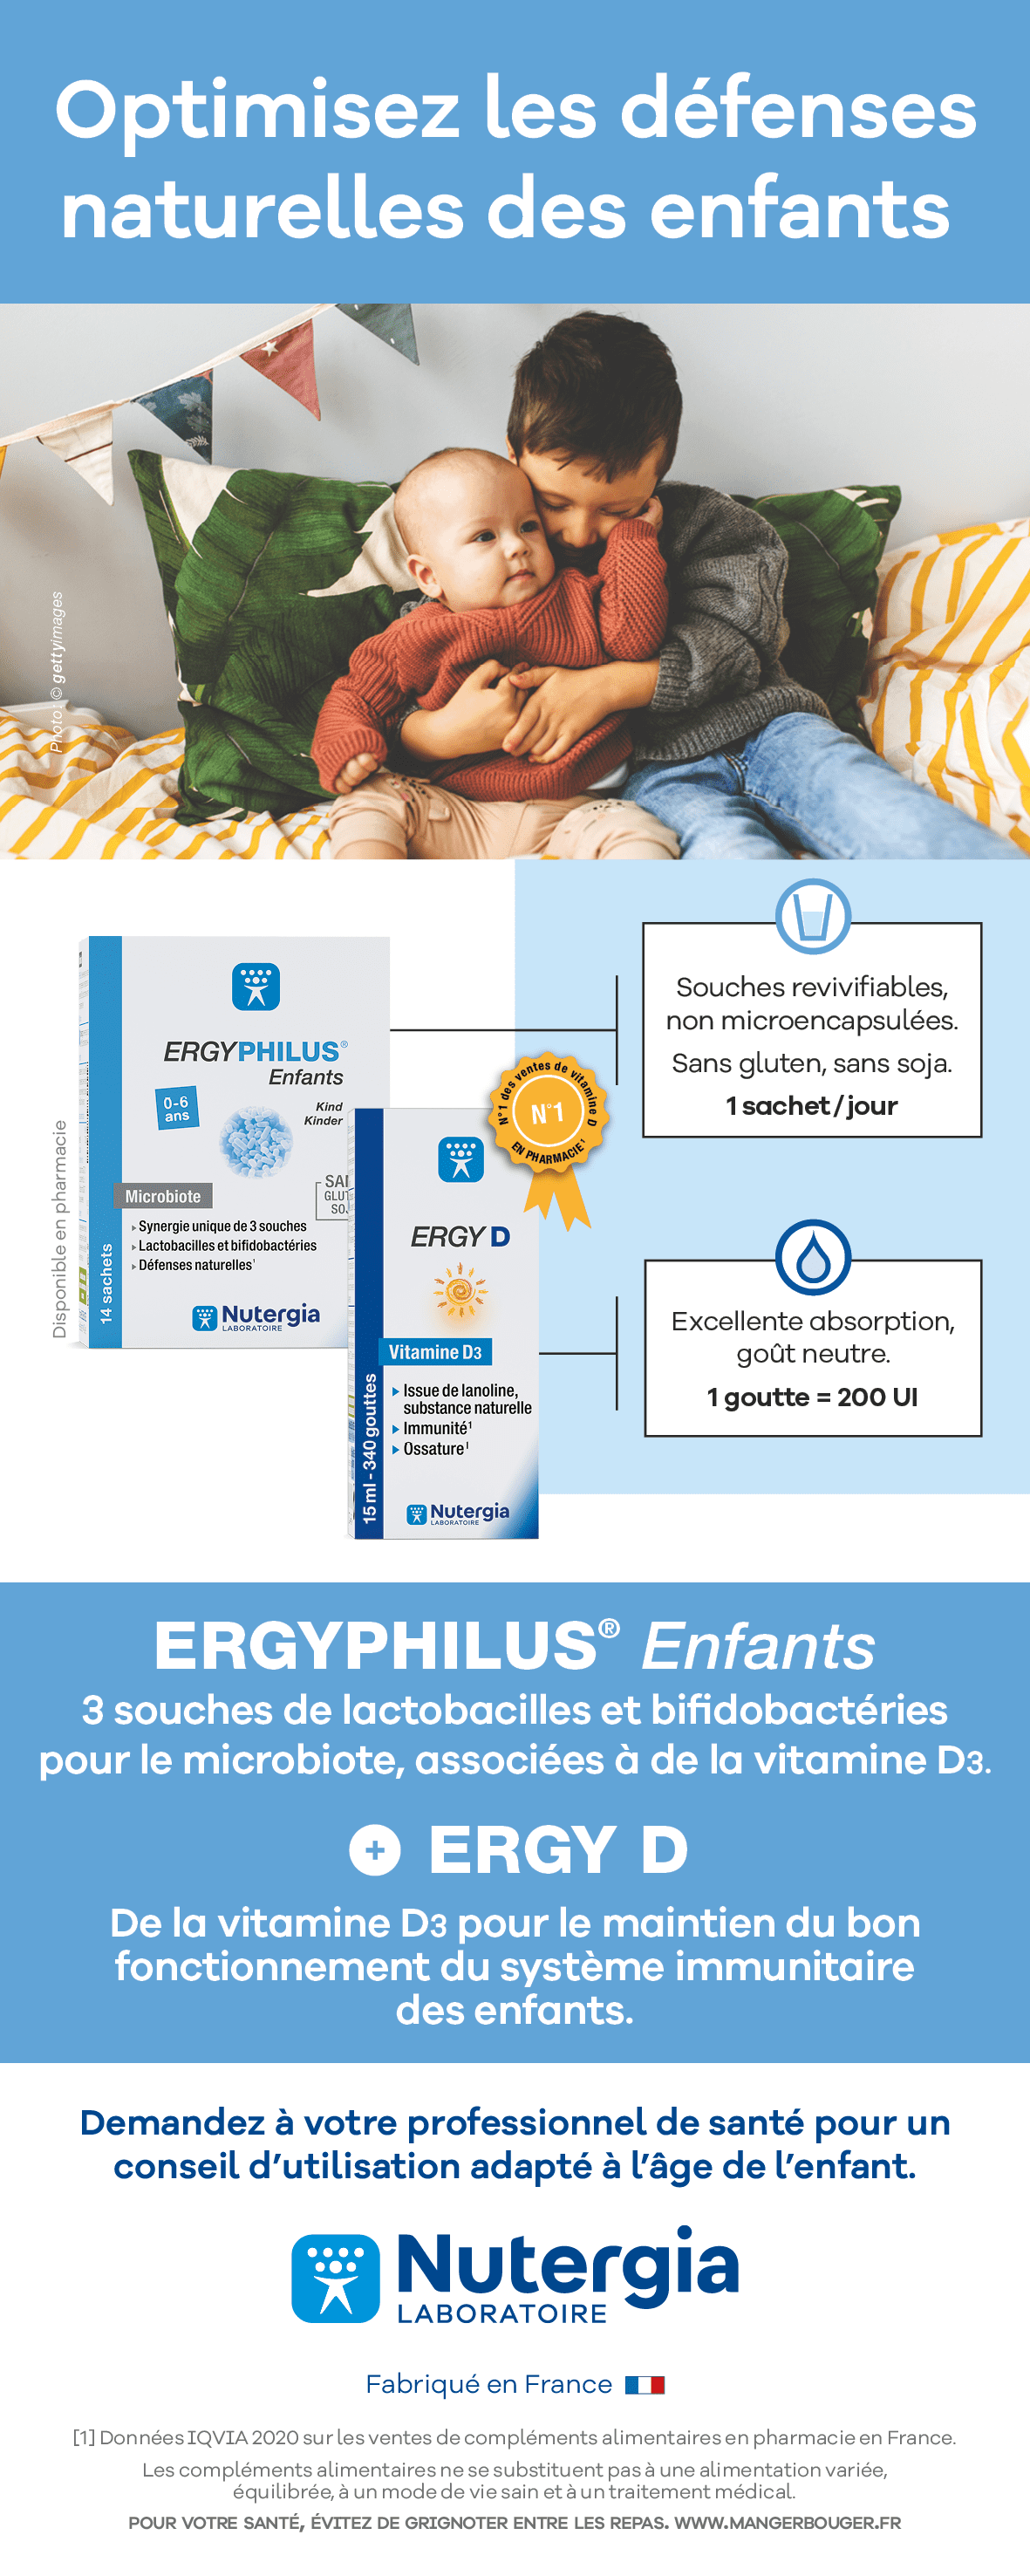 Optimisez les défenses
naturelles des enfants
Photo : © gettyimages
Disponible en pharmacie
ERGYPHILUS®
Enfants
0-6
ans
Kind
Kinder
Microbiote
Synergie unique de 3 souches
Lactobacilles et bifidobactéries
Défenses naturelles¹
14 sachets
Nutergia
LABORATOIRE
N°1 des ventes de vitamine D
N°1
EN PHARMACIE¹
ERGY D
Vitamine D3
Issue de lanoline,
substance naturelle
Immunité¹
Ossature¹
15 ml - 340 gouttes
Nutergia
LABORATOIRE
Souches revivifiables,
non microencapsulées.
Sans gluten, sans soja.
1 sachet / jour
Excellente absorption,
goût neutre.
1 goutte = 200 UI
ERGYPHILUS® Enfants
3 souches de lactobacilles et bifidobactéries
pour le microbiote, associées à de la vitamine D3.
+ ERGY D
De la vitamine D3 pour le maintien du bon
fonctionnement du système immunitaire
des enfants.
Demandez à votre professionnel de santé pour un
conseil d'utilisation adapté à l'âge de l'enfant.
Nutergia
LABORATOIRE
Fabriqué en France
[1] Données IQVIA 2020 sur les ventes de compléments alimentaires en pharmacie en France.
Les compléments alimentaires ne se substituent pas à une alimentation variée,
équilibrée, à un mode de vie sain et à un traitement médical.
POUR VOTRE SANTÉ, ÉVITEZ DE GRIGNOTER ENTRE LES REPAS. WWW.MANGERBOUGER.FR